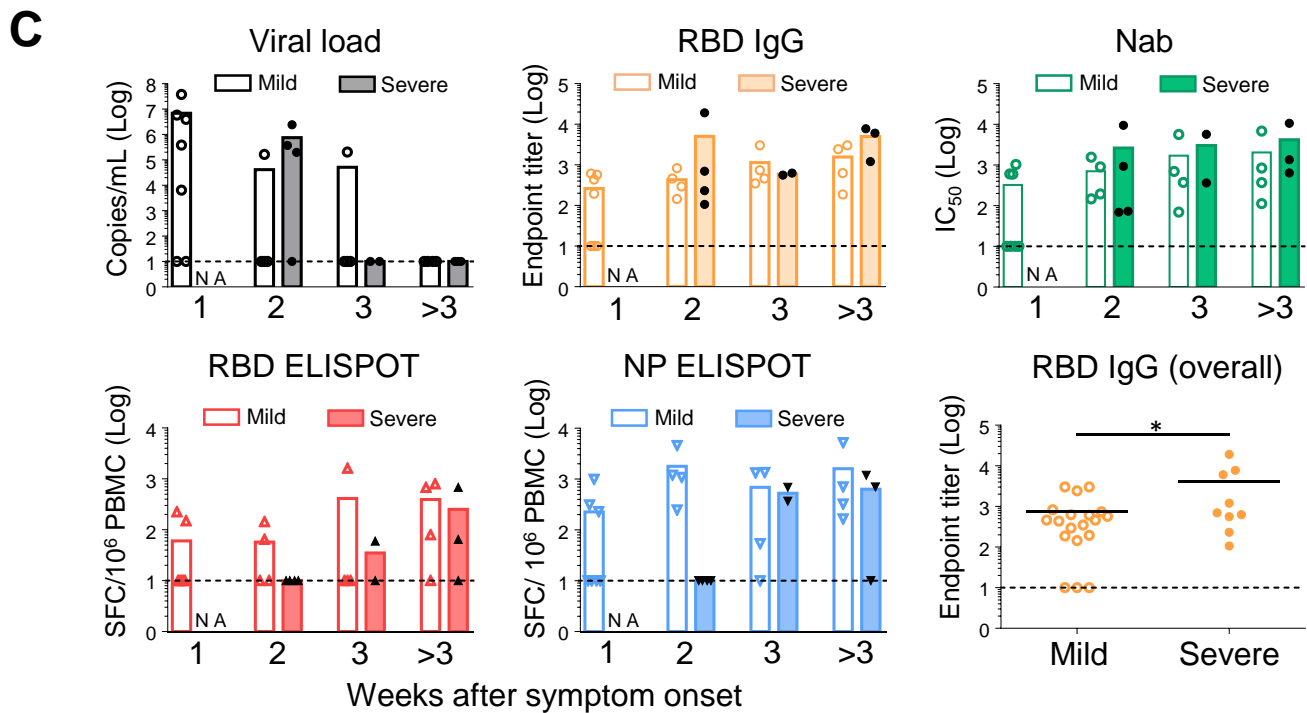 C
Viral load
Mild
Severe
Copies/mL (Log)
8
7
6
5
4
3
2
1
0
N A
1
2
3
>3
RBD IgG
Mild
Severe
Endpoint titer (Log)
5
4
3
2
1
0
N A
1
2
3
>3
Nab
Mild
Severe
IC50 (Log)
5
4
3
2
1
0
N A
1
2
3
>3
RBD ELISPOT
Mild
Severe
SFC/10⁶ PBMC (Log)
4
3
2
1
0
N A
1
2
3
>3
NP ELISPOT
Mild
Severe
SFC/ 10⁶ PBMC (Log)
4
3
2
1
0
N A
1
2
3
>3
RBD IgG (overall)
*
Endpoint titer (Log)
5
4
3
2
1
0
Mild
Severe
Weeks after symptom onset